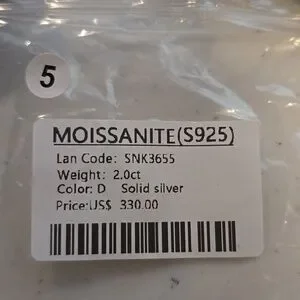 5
MOISSANITE(S925)
Lan Code: SNK3655
Weight: 2.0ct
Color: D Solid silver
Price:US$ 330.00